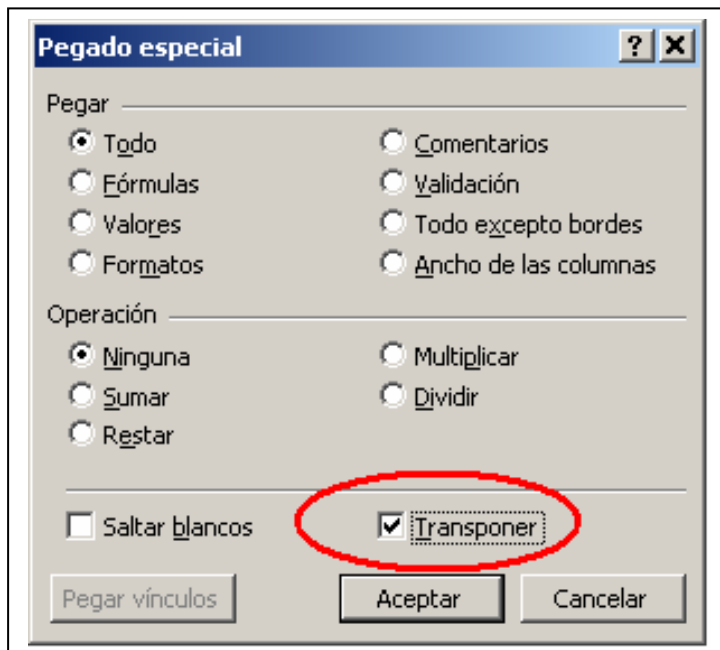 Pegado especial
Pegar
Todo
Comentarios
Fórmulas
Validación
Valores
Todo excepto bordes
Formatos
Ancho de las columnas
Operación
Ninguna
Multiplicar
Sumar
Dividir
Restar
Saltar blancos
Transponer
Pegar vínculos
Aceptar
Cancelar